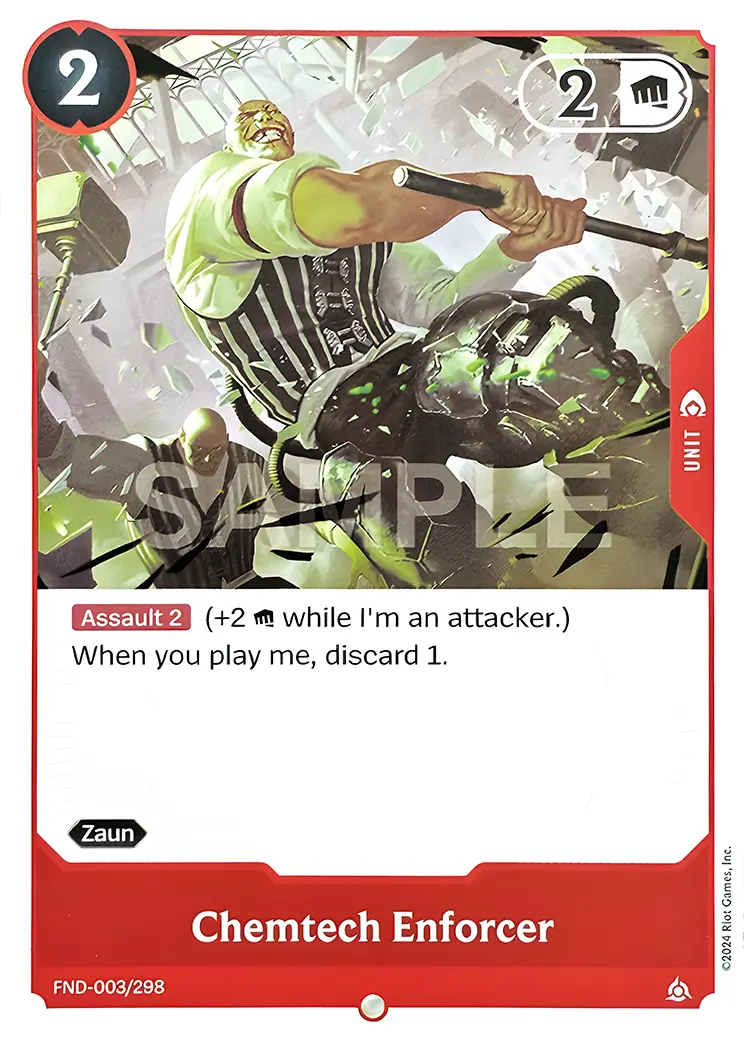 2
2
UNIT
SAMPLE
Assault 2 (+2 while I'm an attacker.)
When you play me, discard 1.
Zaun
Chemtech Enforcer
FND-003/298
©2024 Riot Games, Inc.